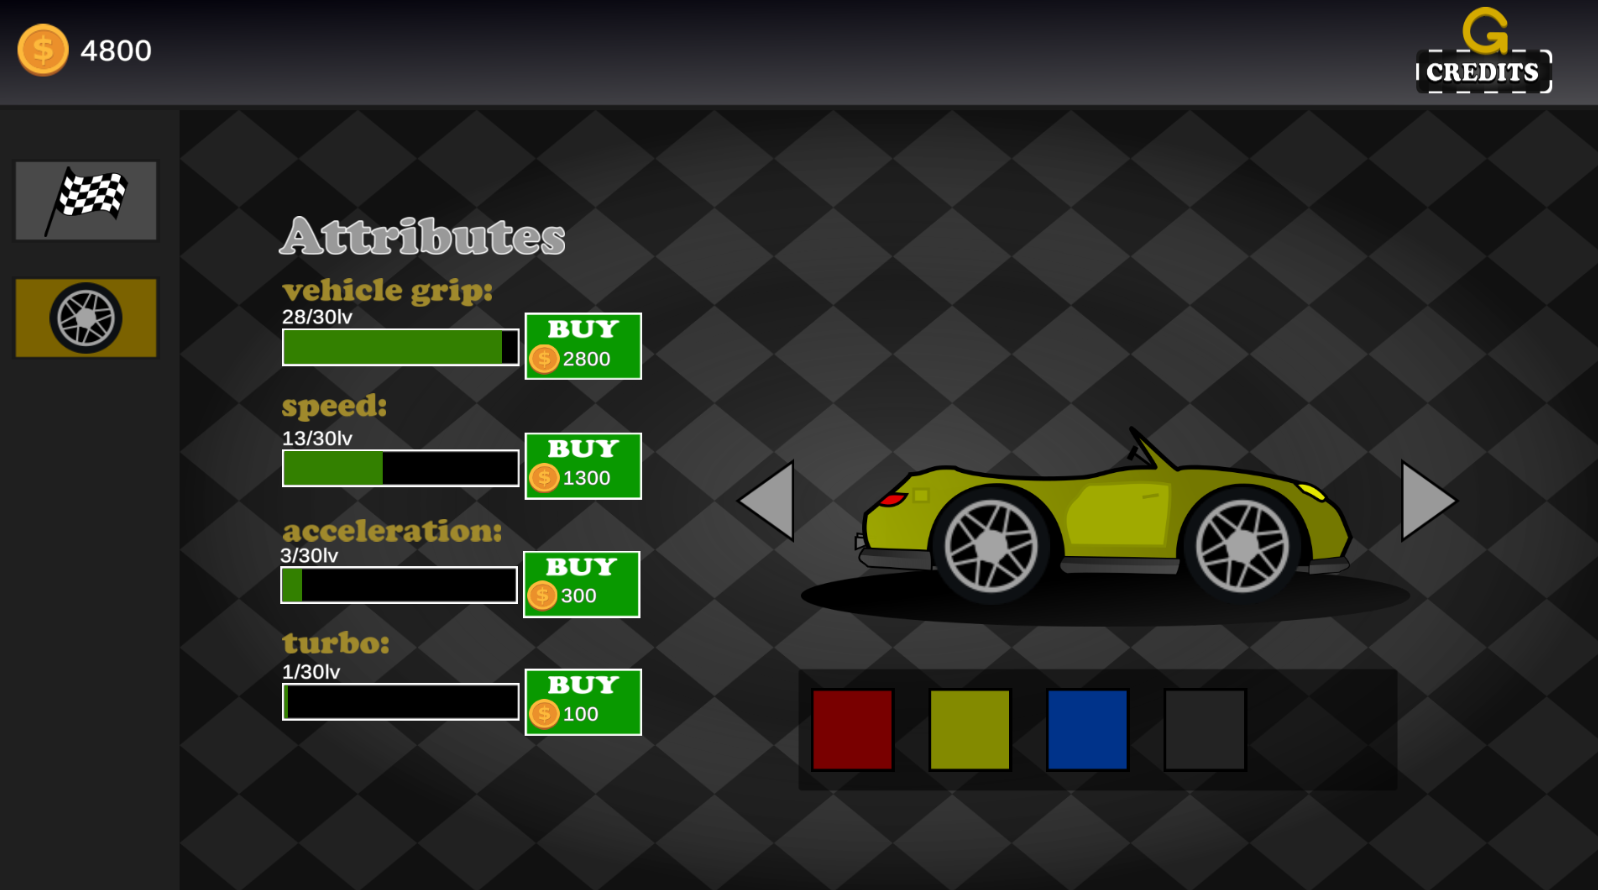 4800
G
CREDITS
Attributes
vehicle grip:
28/30lv
BUY
$ 2800
speed:
13/30lv
BUY
$ 1300
acceleration:
3/30lv
BUY
$ 300
turbo:
1/30lv
BUY
$ 100